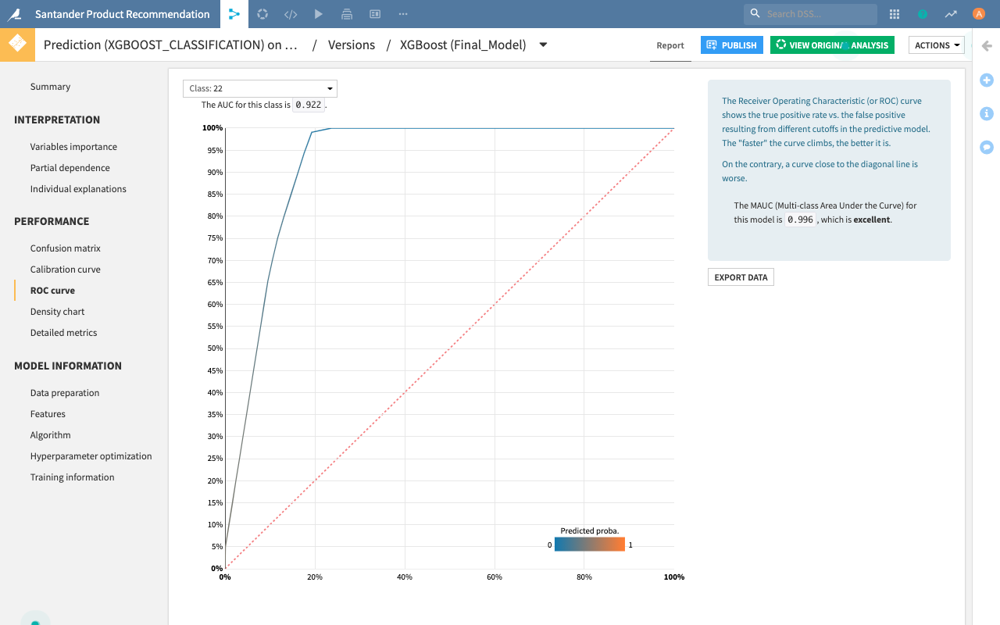 Santander Product Recommendation
</>
...
Search DSS...
A
Prediction (XGBOOST_CLASSIFICATION) on ... / Versions / XGBoost (Final_Model)
Report
PUBLISH
VIEW ORIGINAL ANALYSIS
ACTIONS
Summary
INTERPRETATION
Variables importance
Partial dependence
Individual explanations
PERFORMANCE
Confusion matrix
Calibration curve
ROC curve
Density chart
Detailed metrics
MODEL INFORMATION
Data preparation
Features
Algorithm
Hyperparameter optimization
Training information
Class: 22
The AUC for this class is 0.922.
100%
95%
90%
85%
80%
75%
70%
65%
60%
55%
50%
45%
40%
35%
30%
25%
20%
15%
10%
5%
0%
0% 20% 40% 60% 80% 100%
Predicted proba.
0 1
The Receiver Operating Characteristic (or ROC) curve
shows the true positive rate vs. the false positive
resulting from different cutoffs in the predictive model.
The "faster" the curve climbs, the better it is.
On the contrary, a curve close to the diagonal line is
worse.
The MAUC (Multi-class Area Under the Curve) for
this model is 0.996, which is excellent.
EXPORT DATA